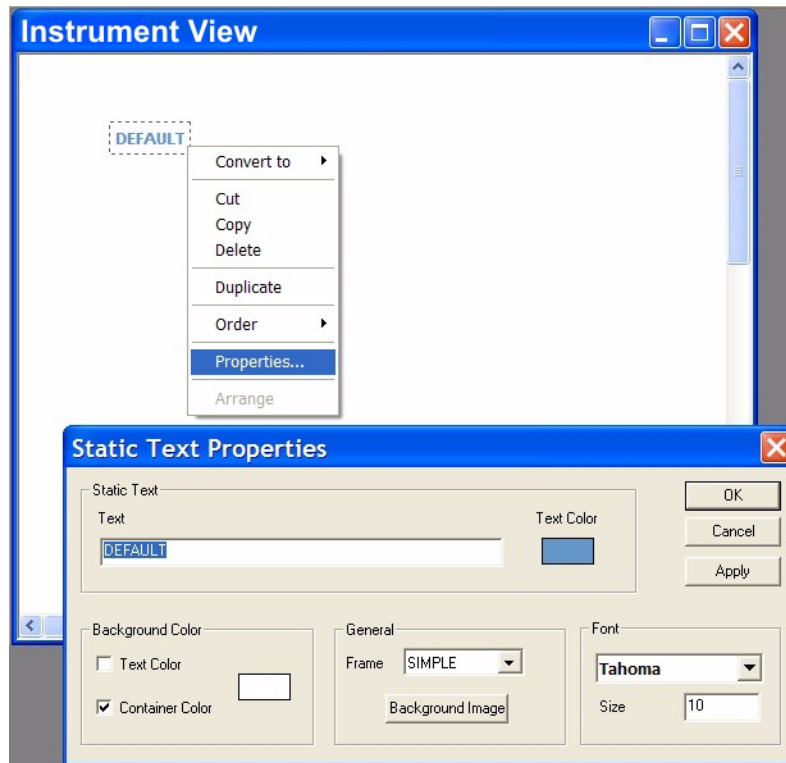 Instrument View
DEFAULT
Convert to
Cut
Copy
Delete
Duplicate
Order
Properties...
Arrange
Static Text Properties
Static Text
Text
Text Color
DEFAULT
OK
Cancel
Apply
Background Color
Text Color
Container Color
General
Frame SIMPLE
Background Image
Font
Tahoma
Size 10